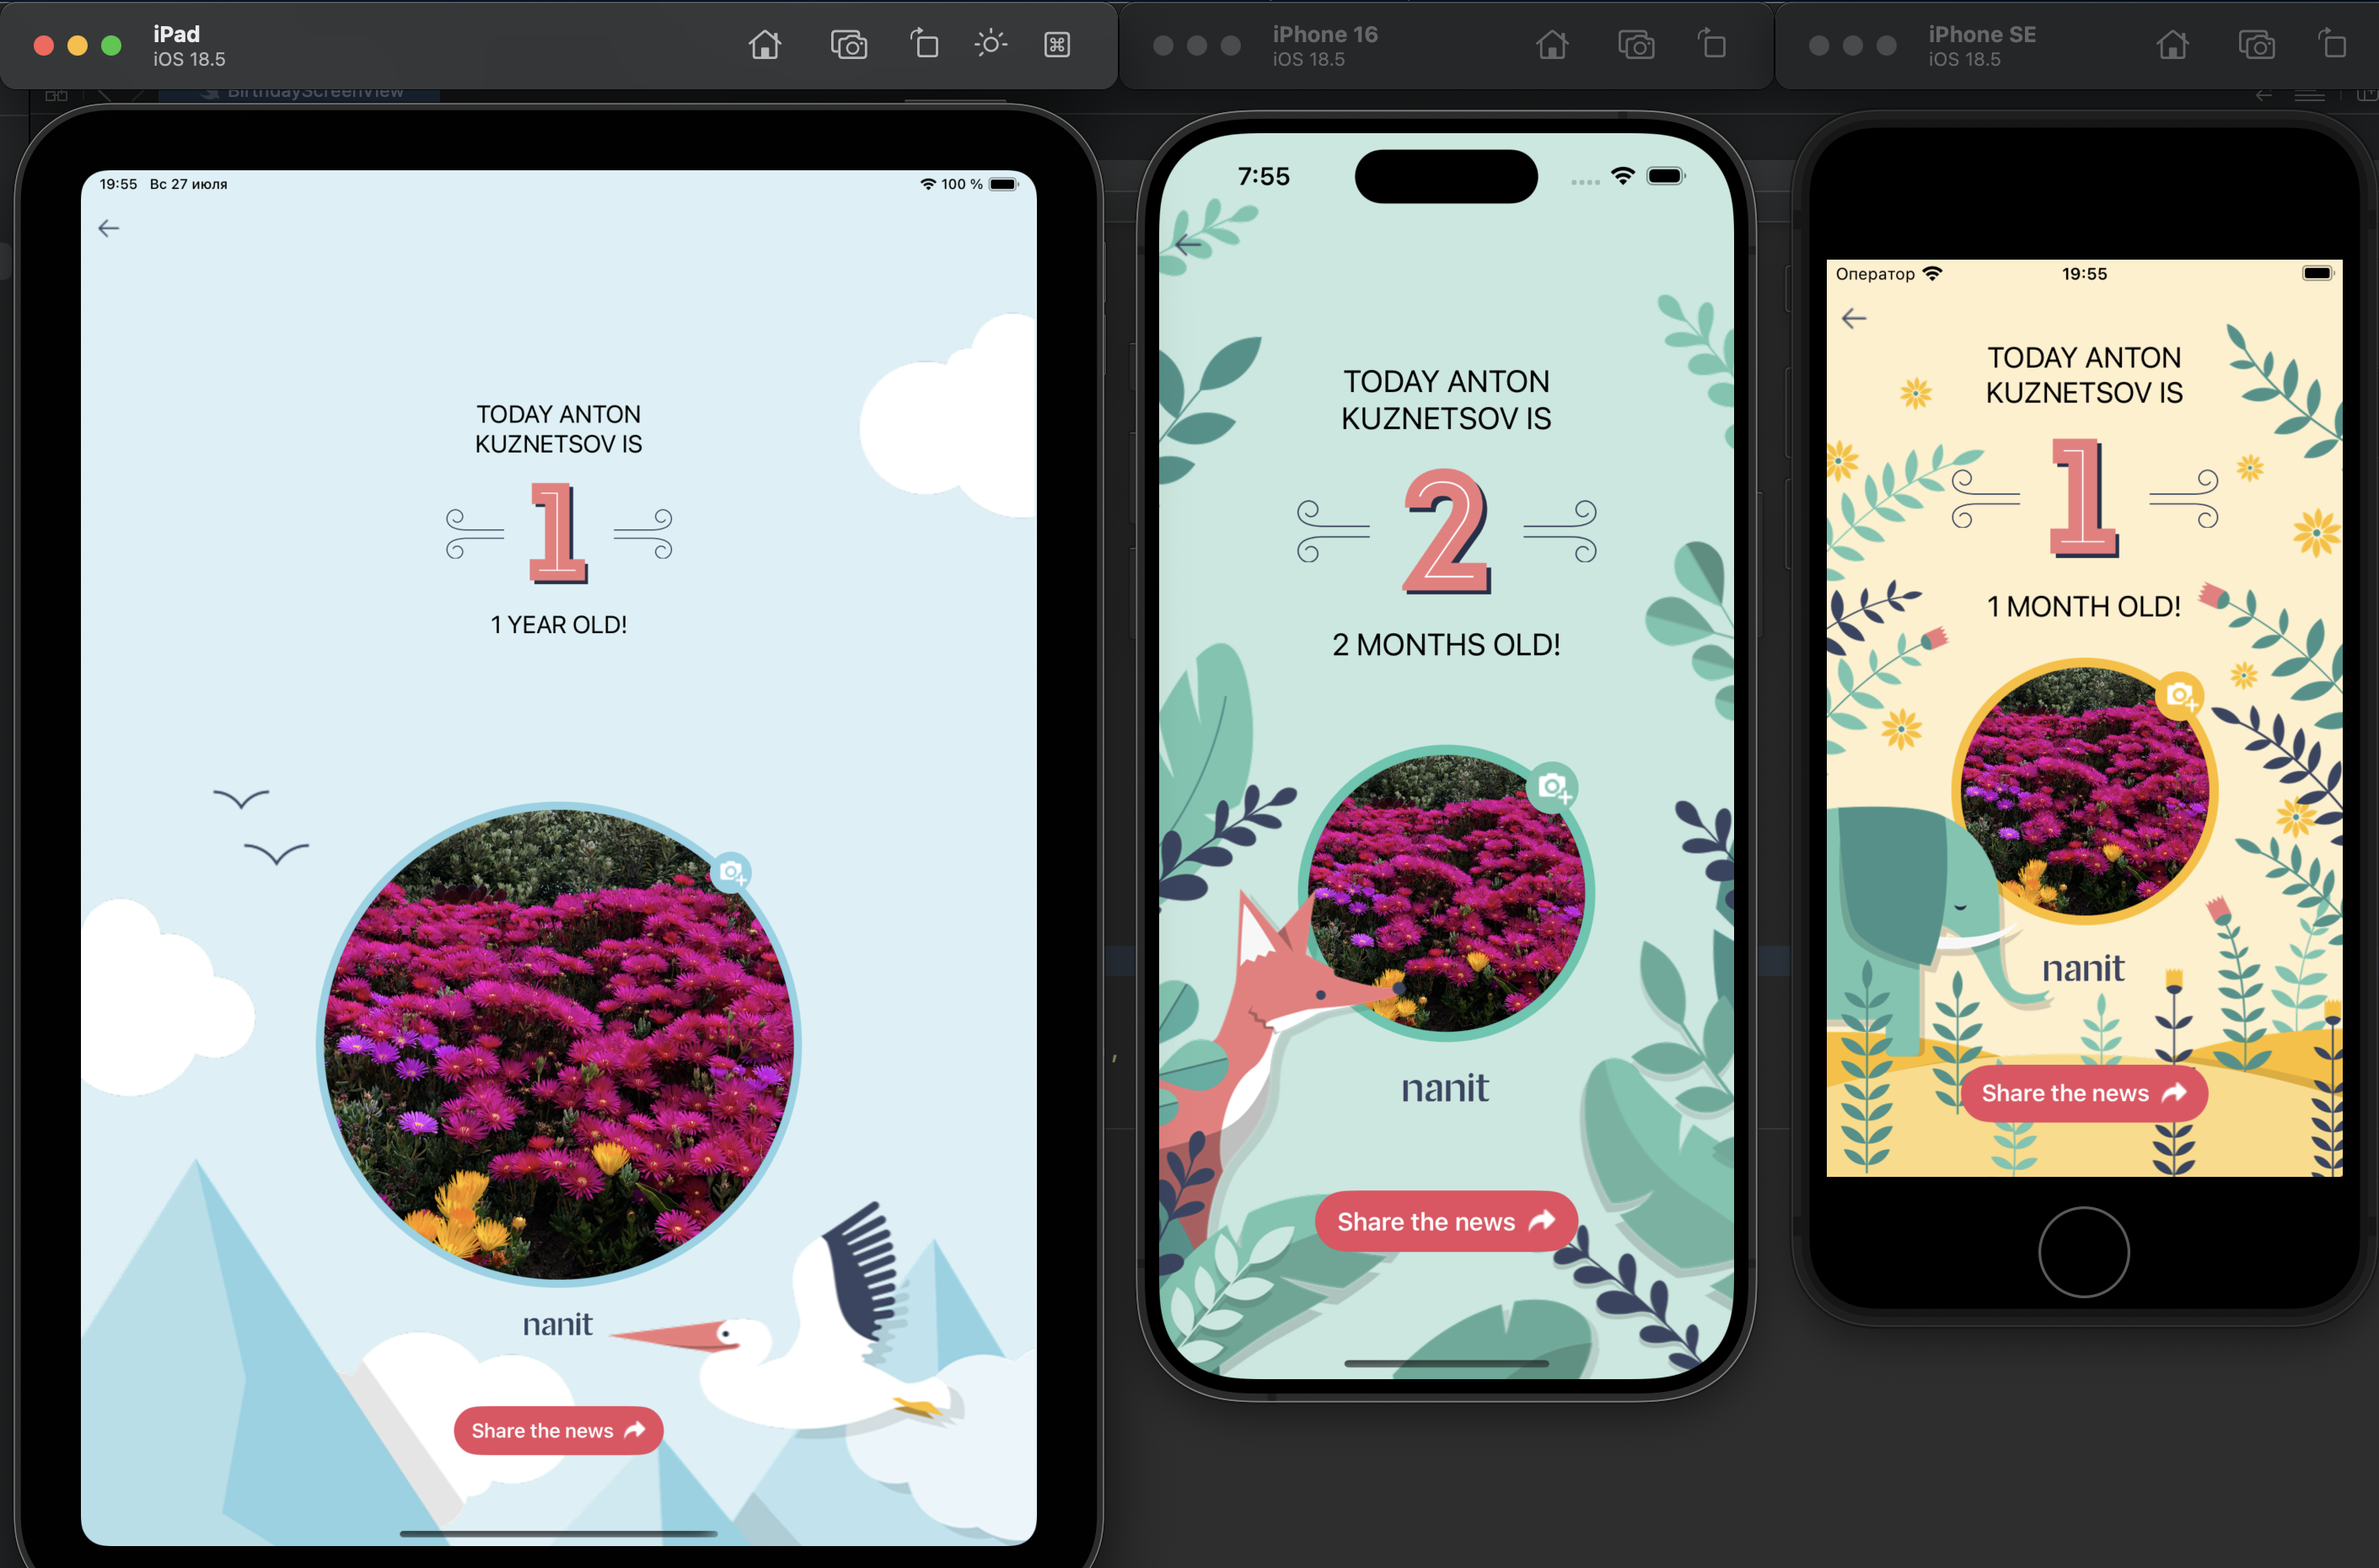 iPad
iOS 18.5
BirthdayScreenView
19:55 Вс 27 июля
100 %
TODAY ANTON
KUZNETSOV IS
1
1 YEAR OLD!
nanit
Share the news
iPhone 16
iOS 18.5
7:55
TODAY ANTON
KUZNETSOV IS
2
2 MONTHS OLD!
nanit
Share the news
iPhone SE
iOS 18.5
Оператор
19:55
TODAY ANTON
KUZNETSOV IS
1
1 MONTH OLD!
nanit
Share the news